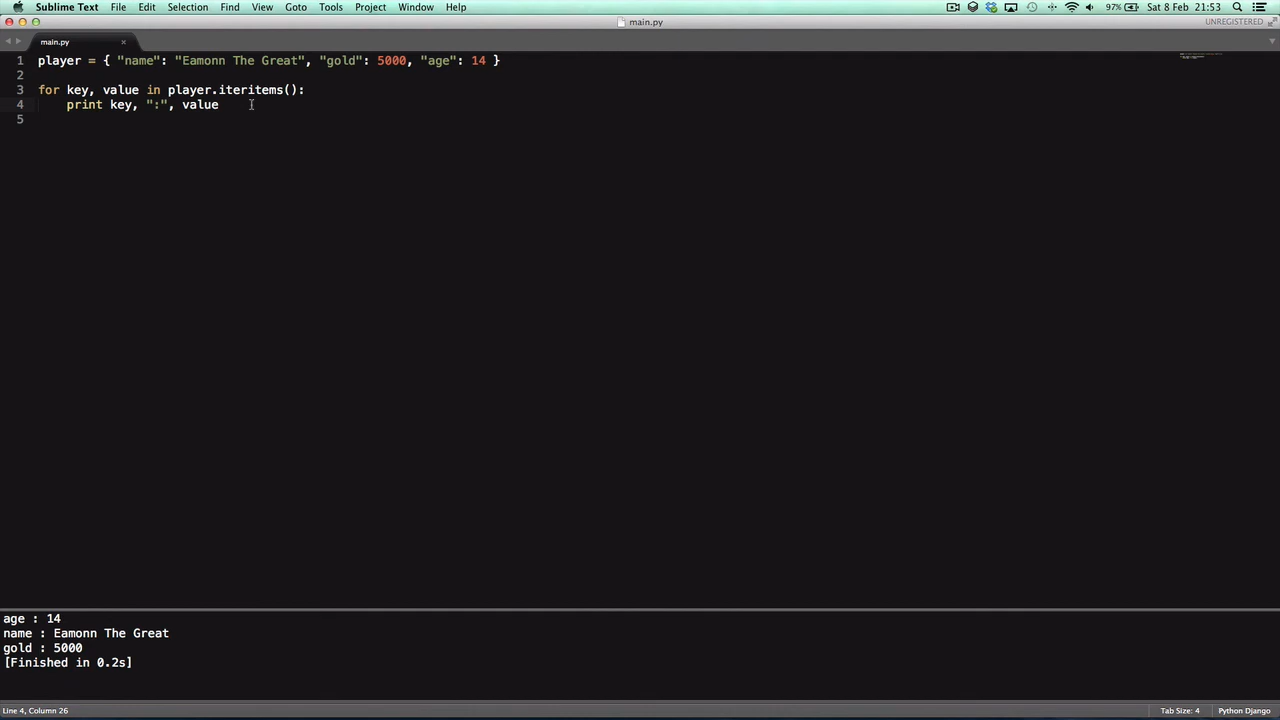 Sublime Text File Edit Selection Find View Goto Tools Project Window Help 97% Sat 8 Feb 21:53
main.py UNREGISTERED
main.py
1 player = { "name": "Eamonn The Great", "gold": 5000, "age": 14 }
2
3 for key, value in player.iteritems():
4 print key, ":", value
5
age : 14
name : Eamonn The Great
gold : 5000
[Finished in 0.2s]
Line 4, Column 26 Tab Size: 4 Python Django